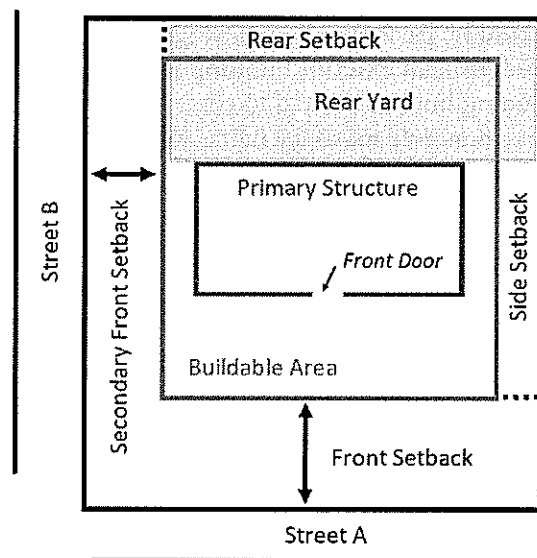 Rear Setback
Rear Yard
Primary Structure
Front Door
Street B
Secondary Front Setback
Side Setback
Buildable Area
Front Setback
Street A